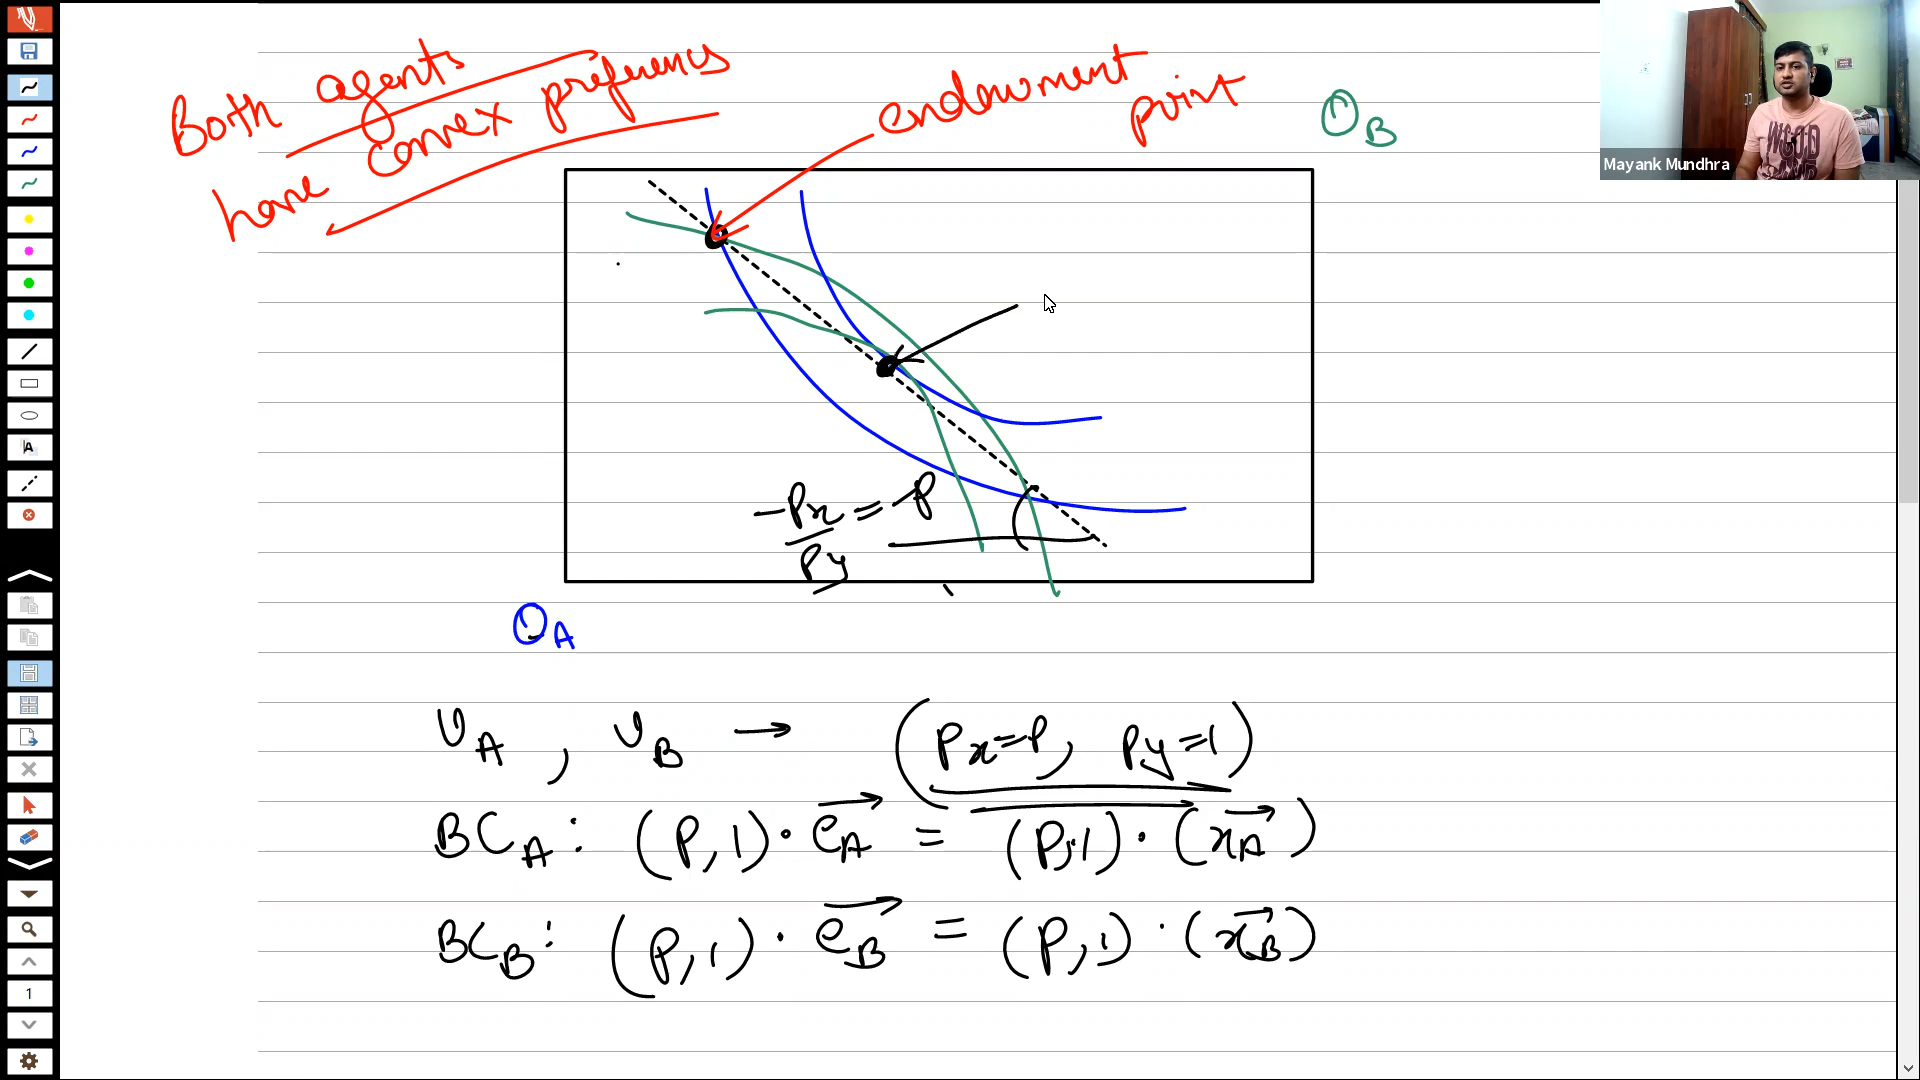 Both agents
have convex preferences
endowment
point
O_B
Mayank Mundhra
-Px/Py = -P
O_A
U_A , U_B → (Px=P, Py=1)
BC_A : (P,1) · e_A = (P,1) · (x_A)
BC_B : (P,1) · e_B = (P,1) · (x_B)
1